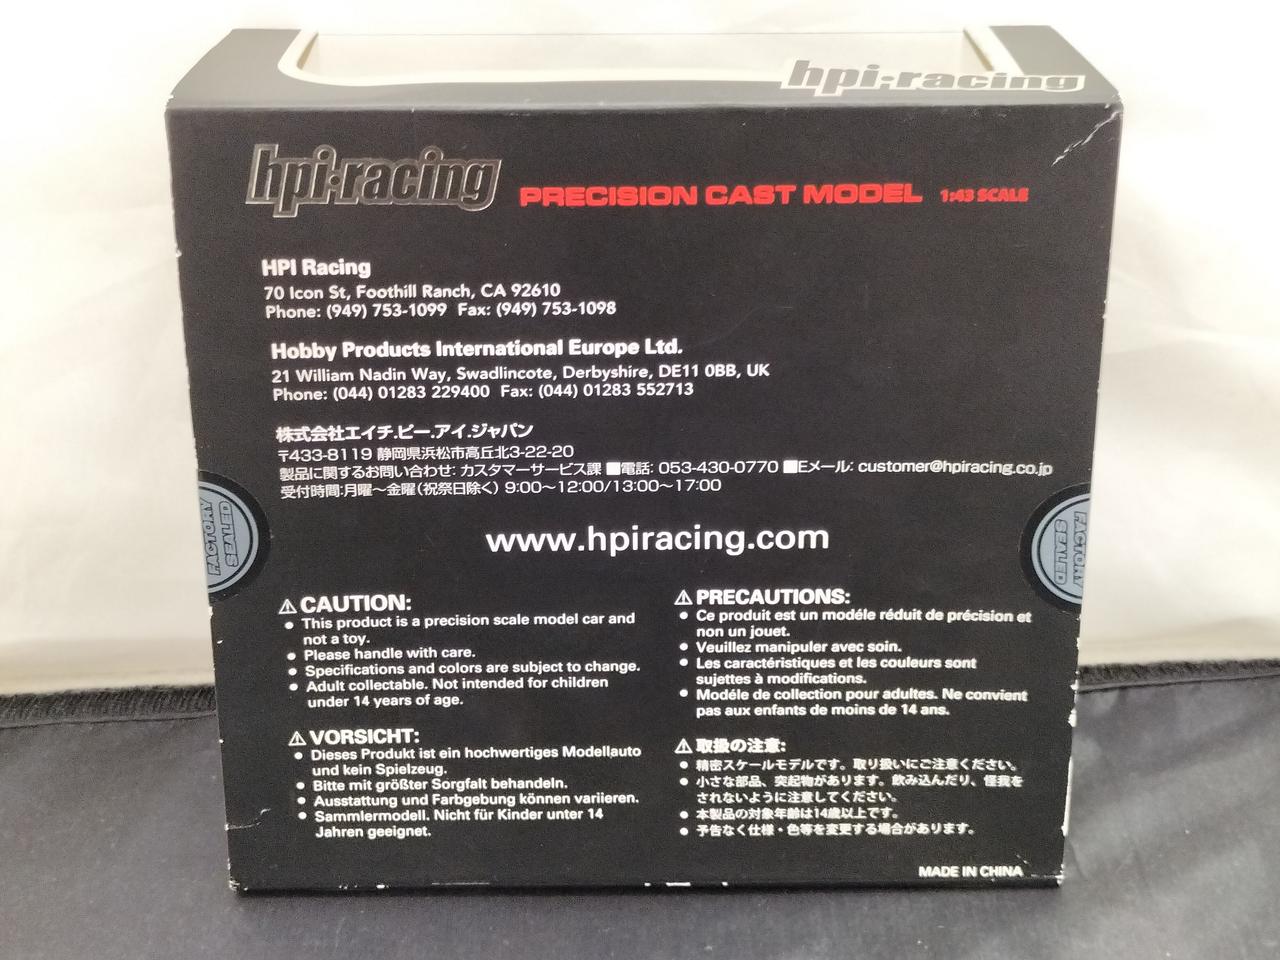 hpi·racing
hpi·racing PRECISION CAST MODEL 1:43 SCALE
HPI Racing
70 Icon St, Foothill Ranch, CA 92610
Phone: (949) 753-1099 Fax: (949) 753-1098
Hobby Products International Europe Ltd.
21 William Nadin Way, Swadlincote, Derbyshire, DE11 0BB, UK
Phone: (044) 01283 229400 Fax: (044) 01283 552713
株式会社エイチ.ピー.アイ.ジャパン
〒433-8119 静岡県浜松市高丘北3-22-20
製品に関するお問い合わせ: カスタマーサービス課 ■電話: 053-430-0770 ■Eメール: customer@hpiracing.co.jp
受付時間:月曜～金曜(祝祭日除く) 9:00～12:00/13:00～17:00
FACTORY
SEALED
FACTORY
SEALED
www.hpiracing.com
⚠CAUTION:
• This product is a precision scale model car and
not a toy.
• Please handle with care.
• Specifications and colors are subject to change.
• Adult collectable. Not intended for children
under 14 years of age.
⚠VORSICHT:
• Dieses Produkt ist ein hochwertiges Modellauto
und kein Spielzeug.
• Bitte mit größter Sorgfalt behandeln.
• Ausstattung und Farbgebung können variieren.
• Sammlermodell. Nicht für Kinder unter 14
Jahren geeignet.
⚠PRECAUTIONS:
• Ce produit est un modéle réduit de précision et
non un jouet.
• Veuillez manipuler avec soin.
• Les caractéristiques et les couleurs sont
sujettes à modifications.
• Modéle de collection pour adultes. Ne convient
pas aux enfants de moins de 14 ans.
⚠取扱の注意:
• 精密スケールモデルです。取り扱いにご注意ください。
• 小さな部品、突起物があります。飲み込んだり、怪我を
されないように注意してください。
• 本製品の対象年齢は14歳以上です。
• 予告なく仕様・色等を変更する場合があります。
MADE IN CHINA